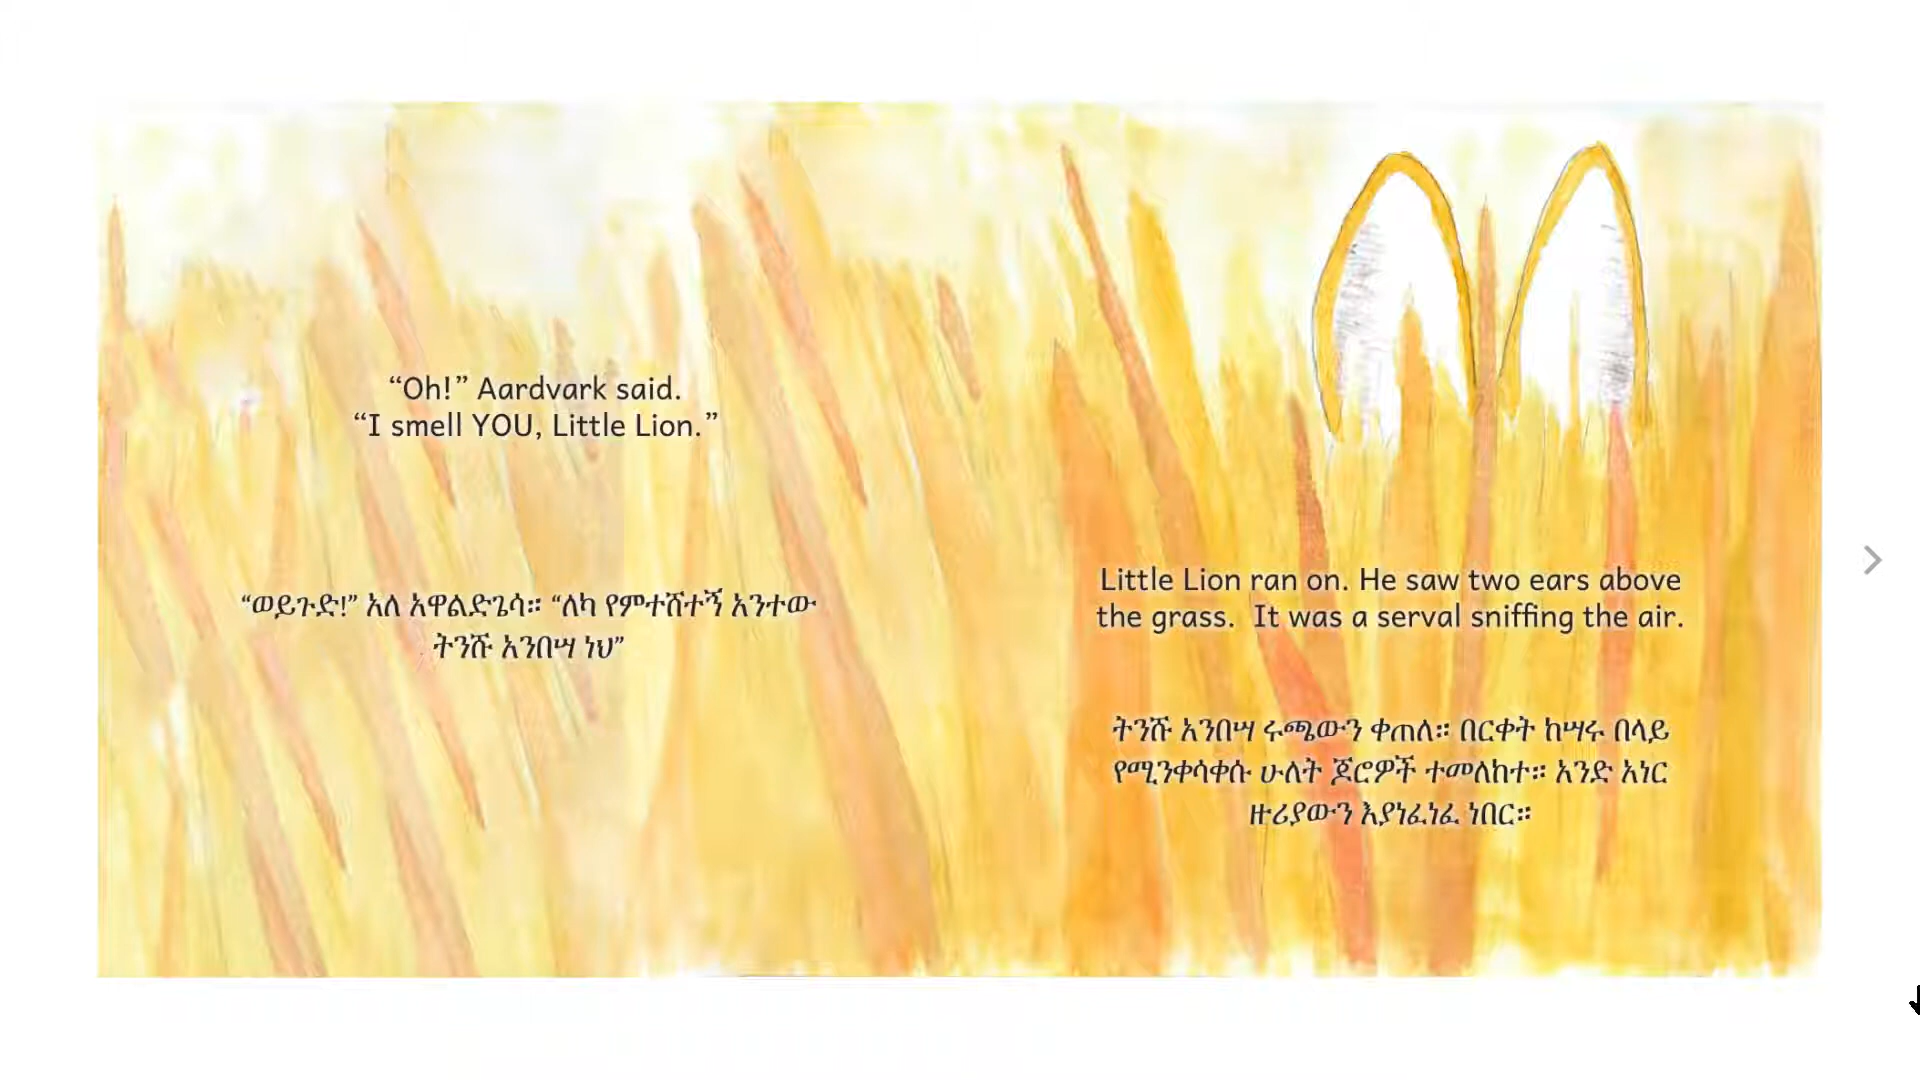 “Oh!” Aardvark said.
“I smell YOU, Little Lion.”
“ወይጉድ!” አለ አዋልድጌሳ። “ለካ የምተሸተኝ አንተው
ትንሹ አንበሣ ነህ”
Little Lion ran on. He saw two ears above
the grass.  It was a serval sniffing the air.
ትንሹ አንበሣ ሩጫውን ቀጠለ። በርቀት ከሣሩ በላይ
የሚንቀሳቀሱ ሁለት ጆሮዎች ተመለከተ። አንድ አነር
ዙሪያውን እያነፈነፈ ነበር።